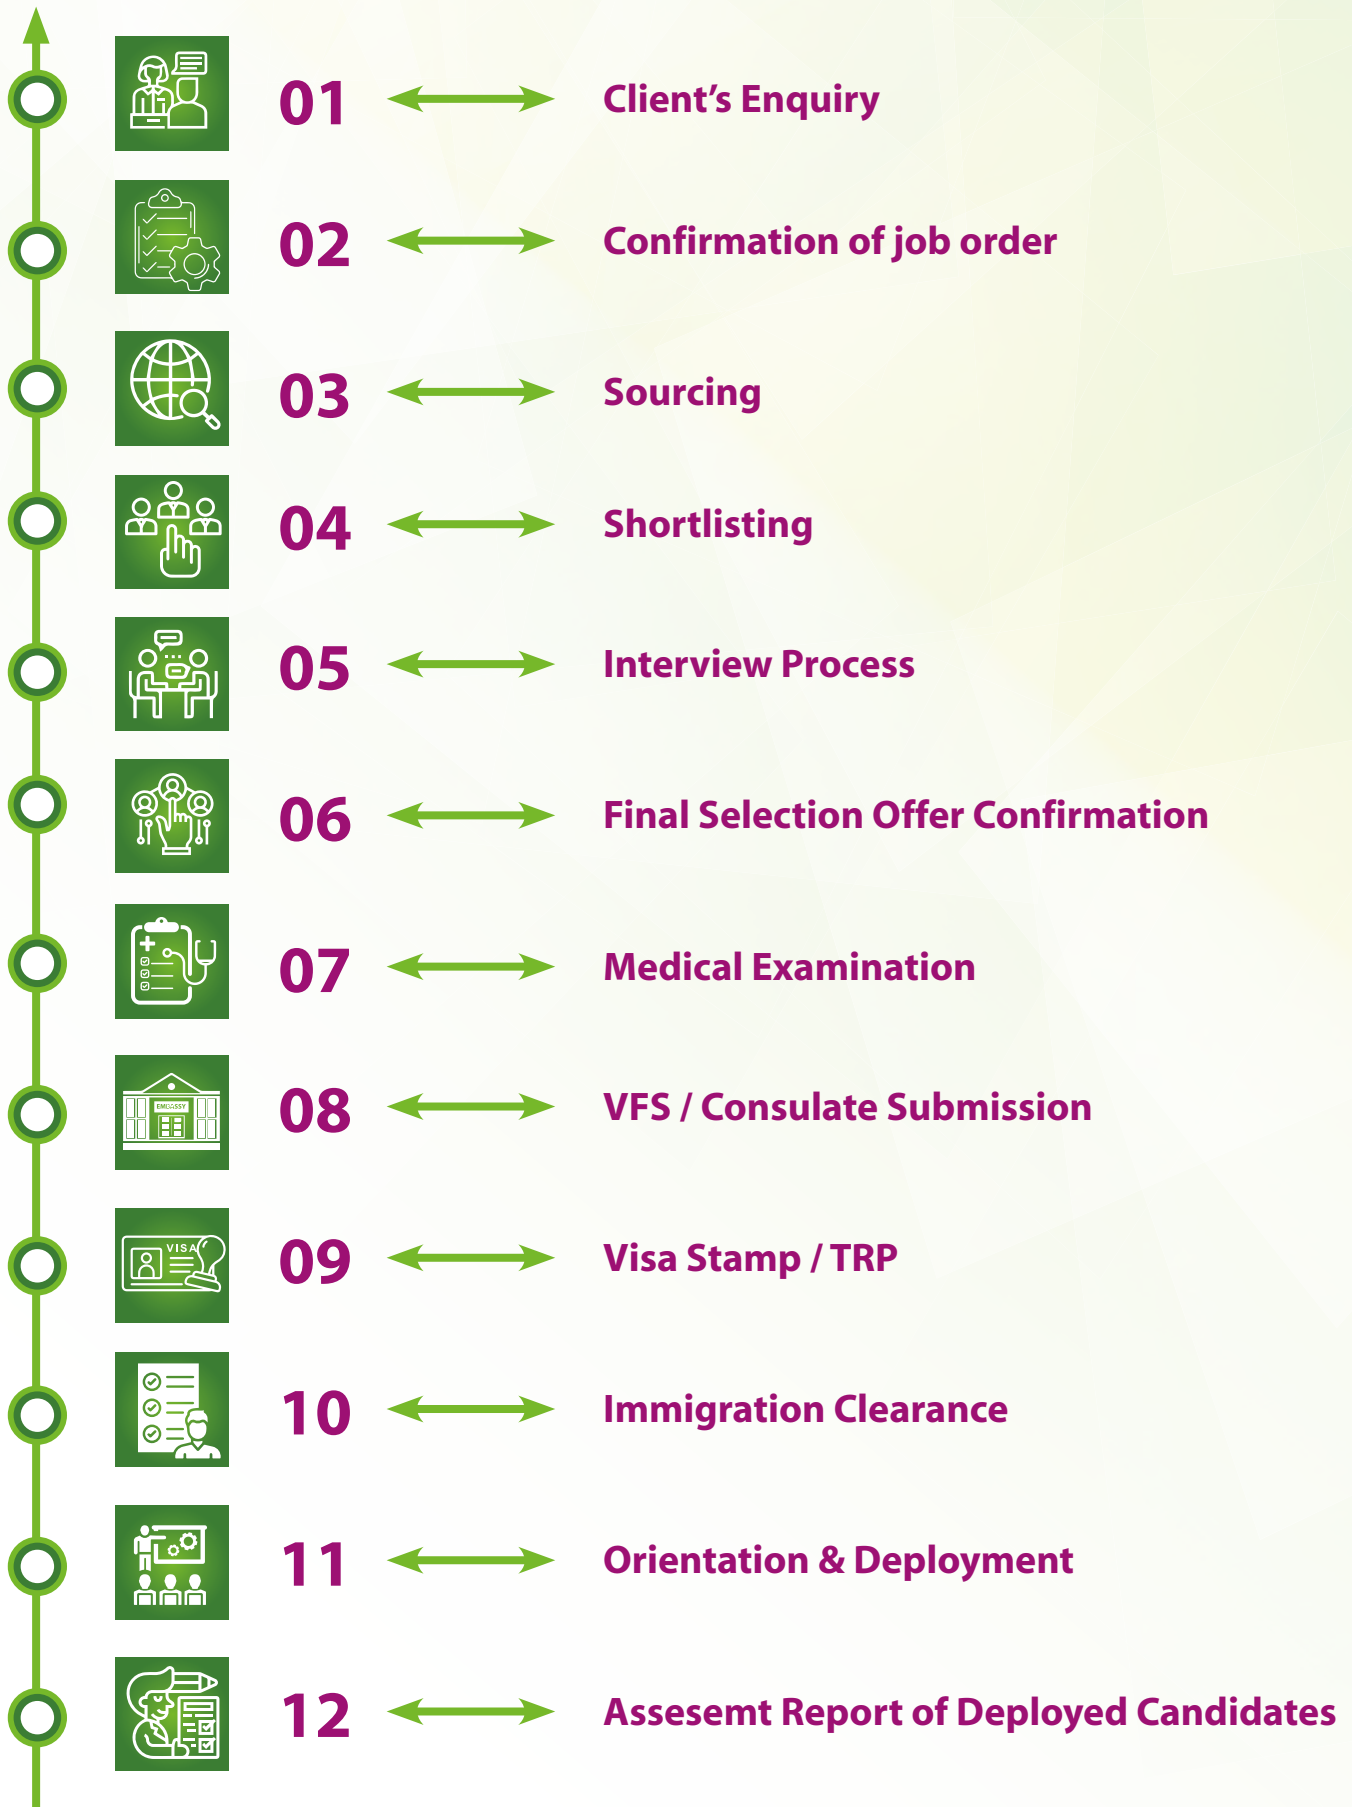 01 Client’s Enquiry
02 Confirmation of job order
03 Sourcing
04 Shortlisting
05 Interview Process
06 Final Selection Offer Confirmation
07 Medical Examination
EMBASSY
08 VFS / Consulate Submission
VISA
09 Visa Stamp / TRP
10 Immigration Clearance
11 Orientation & Deployment
12 Assesemt Report of Deployed Candidates